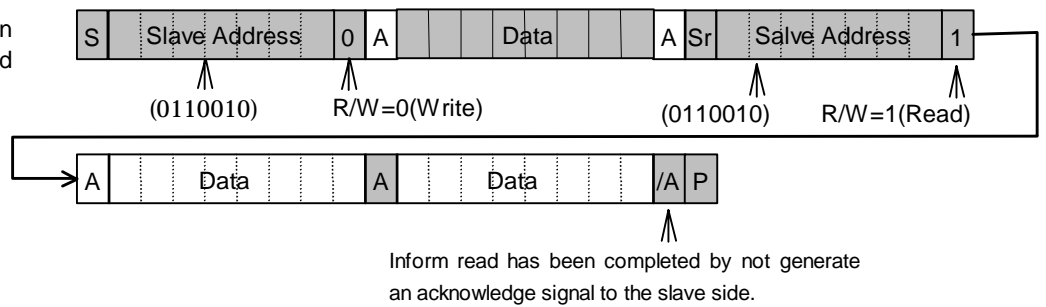 n
d
S Slave Address 0 A Data A Sr Salve Address 1
(0110010) R/W=0(Write) (0110010) R/W=1(Read)
A Data A Data /A P
Inform read has been completed by not generate
an acknowledge signal to the slave side.